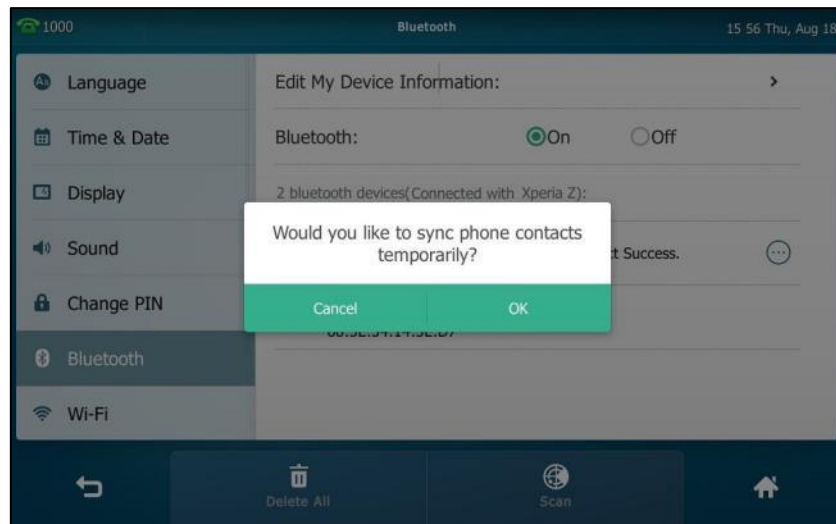 1000
Bluetooth
15 56 Thu, Aug 18
Language
Time & Date
Display
Sound
Change PIN
Bluetooth
Wi-Fi
Edit My Device Information:
Bluetooth:
On
Off
2 bluetooth devices(Connected with Xperia Z):
Success.
Would you like to sync phone contacts
temporarily?
Cancel
OK
Delete All
Scan